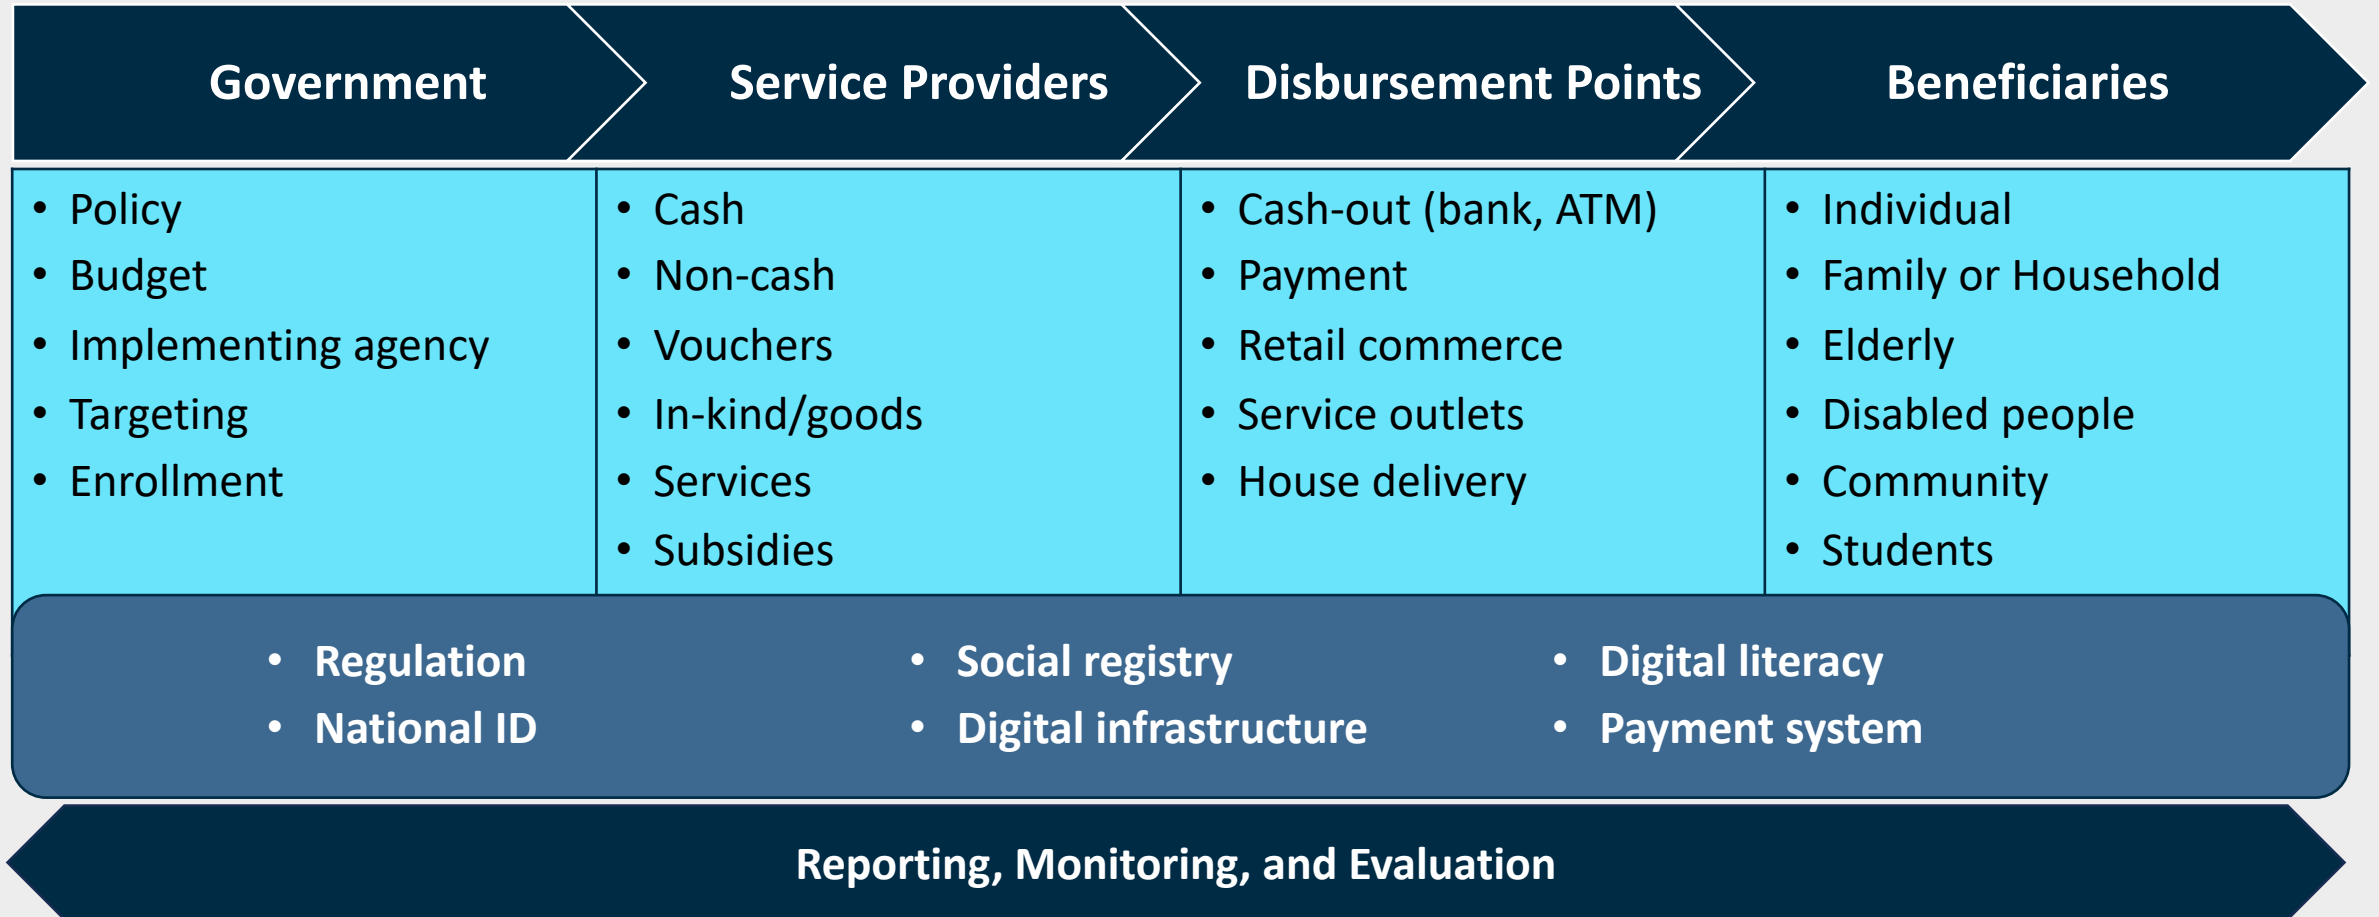 Government
Service Providers
Disbursement Points
Beneficiaries
• Policy
• Budget
• Implementing agency
• Targeting
• Enrollment
• Cash
• Non-cash
• Vouchers
• In-kind/goods
• Services
• Subsidies
• Cash-out (bank, ATM)
• Payment
• Retail commerce
• Service outlets
• House delivery
• Individual
• Family or Household
• Elderly
• Disabled people
• Community
• Students
• Regulation
• National ID
• Social registry
• Digital infrastructure
• Digital literacy
• Payment system
Reporting, Monitoring, and Evaluation